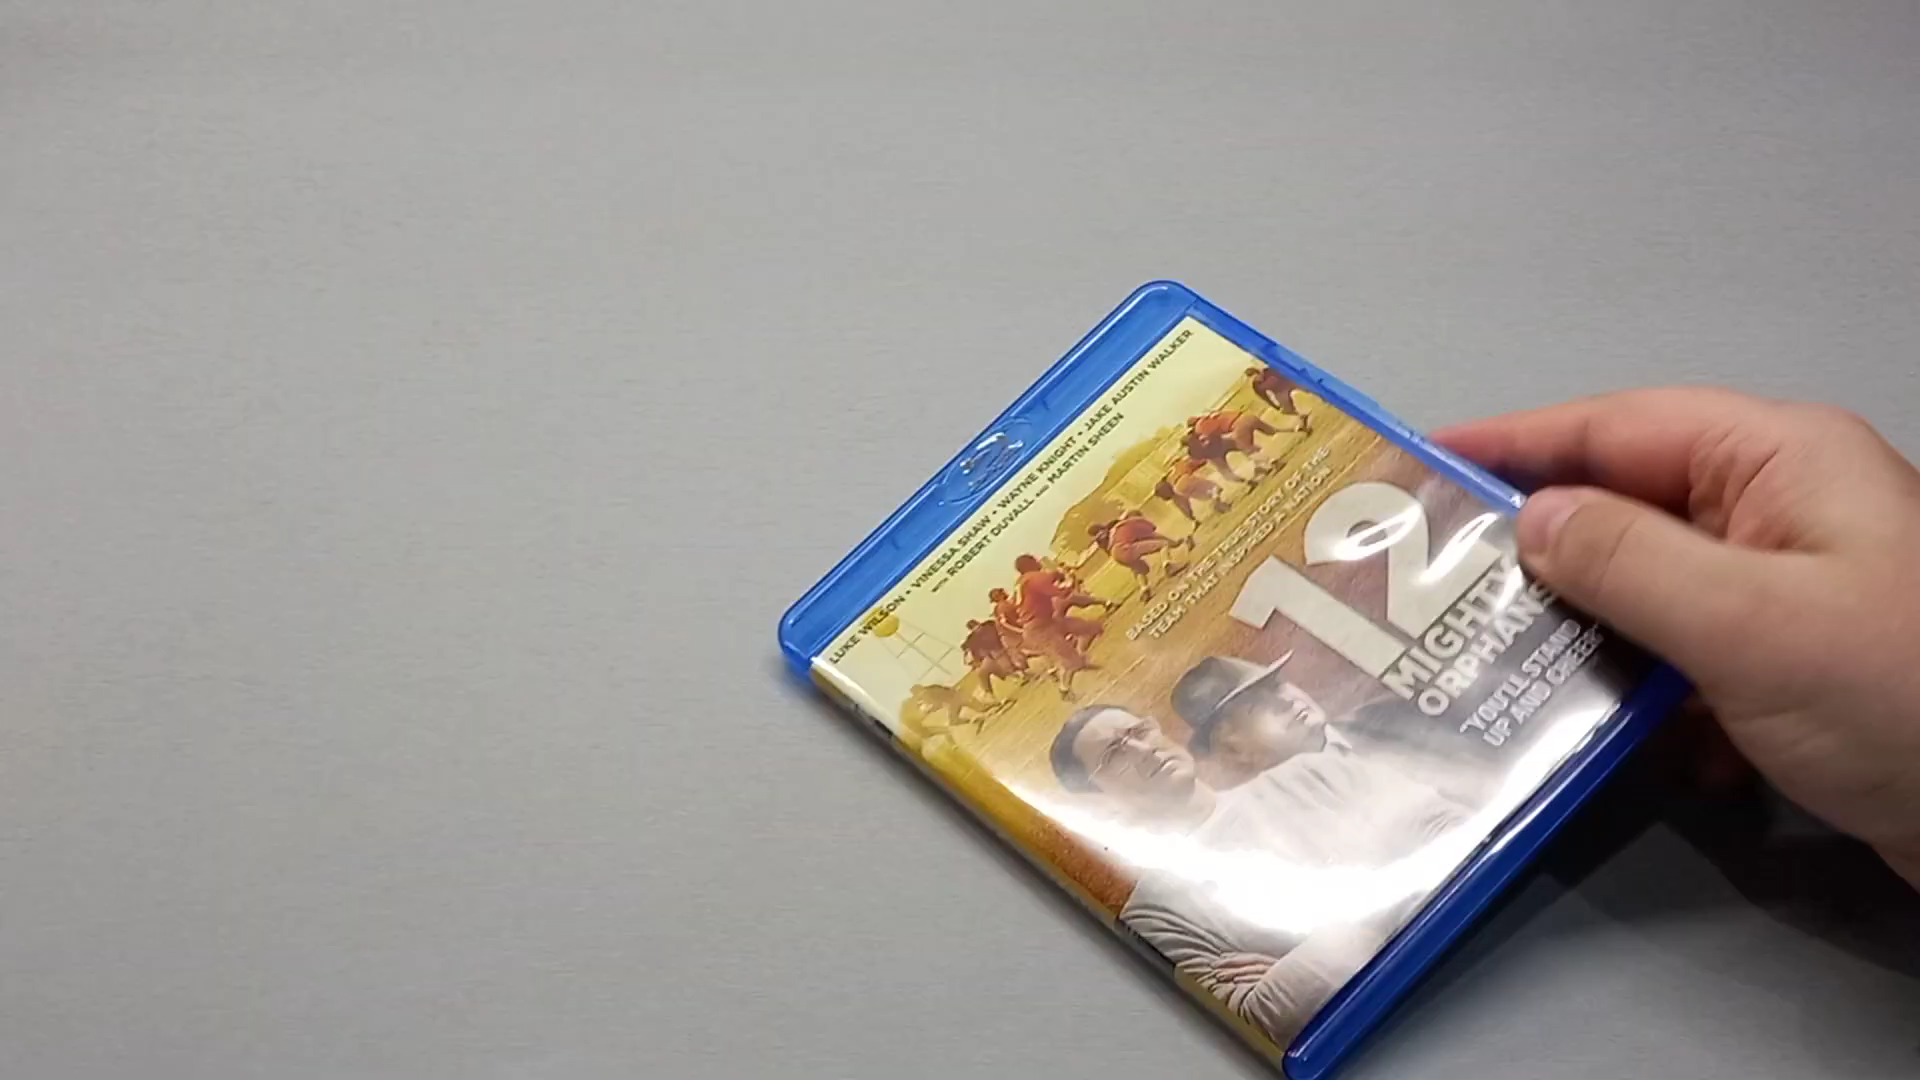 LUKE WILSON • VINESSA SHAW • WAYNE KNIGHT • JAKE AUSTIN WALKER
WITH ROBERT DUVALL AND MARTIN SHEEN
BASED ON THE TRUE STORY OF THE
TEAM THAT INSPIRED A NATION
12
MIGHTY
ORPHANS
"YOU'LL STAND
UP AND CHEER!"